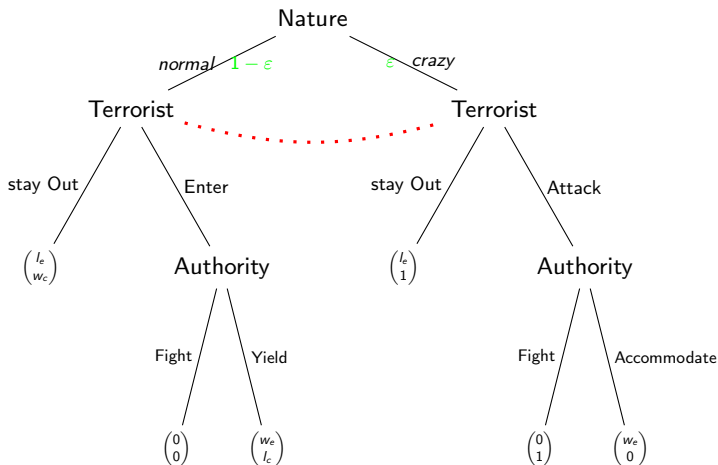 Nature
normal 1 − ε ε crazy
Terrorist Terrorist
stay Out Enter stay Out Attack
(l_e w_c) Authority (l_e 1) Authority
Fight Yield Fight Accommodate
(0 0) (w_e l_c) (0 1) (w_e 0)